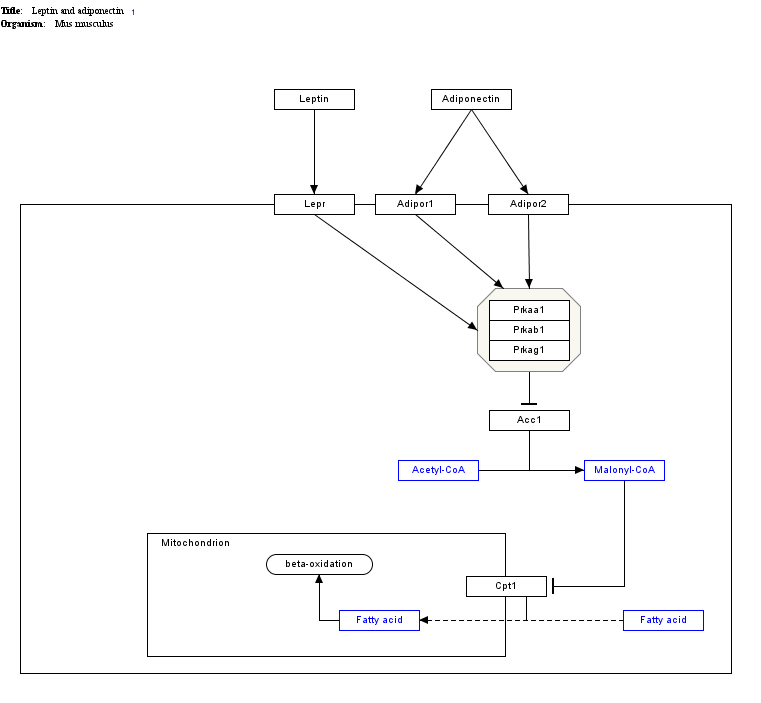 Title: Leptin and adiponectin 1
Organism: Mus musculus
Leptin
Adiponectin
Lepr
Adipor1
Adipor2
Prkaa1
Prkab1
Prkag1
Acc1
Acetyl-CoA
Malonyl-CoA
Mitochondrion
beta-oxidation
Cpt1
Fatty acid
Fatty acid